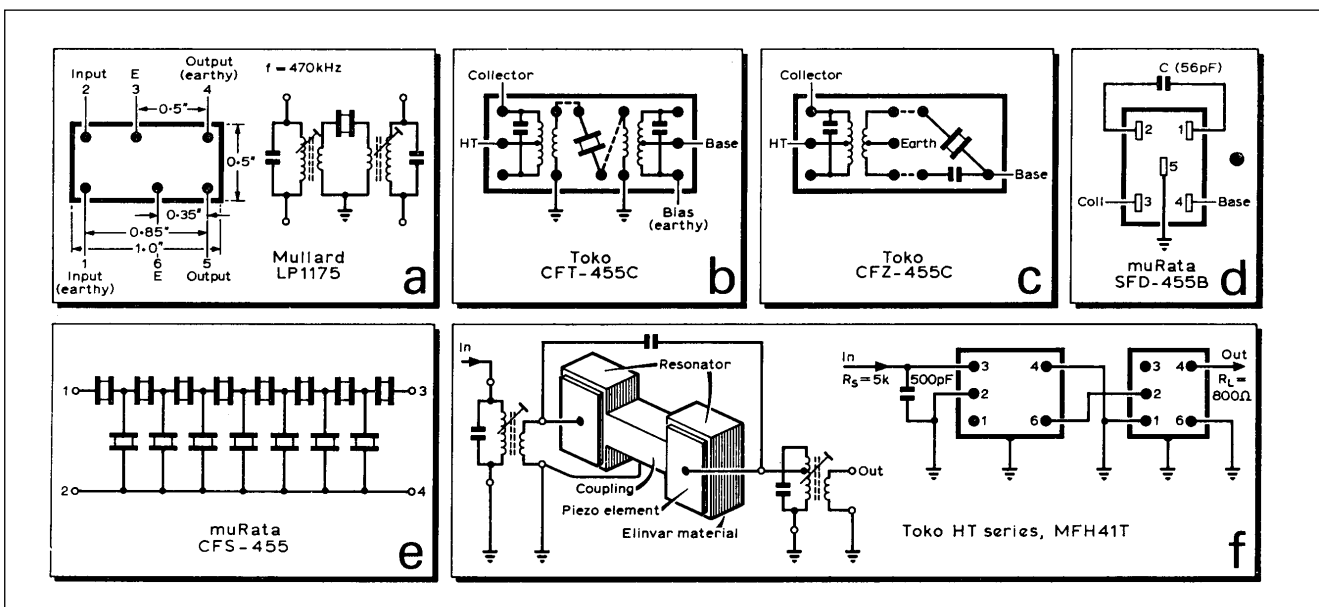 Input
2
E
3
Output
(earthy)
4
0·5"
0·5"
0·35"
0·85"
1·0"
1
Input
(earthy)
6
E
5
Output
f = 470kHz
Mullard
LP1175
a
Collector
HT
Base
Bias
(earthy)
Toko
CFT-455C
b
Collector
HT
Earth
Base
Toko
CFZ-455C
c
C (56pF)
2
1
5
Coll
3
4
Base
muRata
SFD-455B
d
1
3
2
4
muRata
CFS-455
e
In
Resonator
Coupling
Piezo element
Elinvar material
Out
In
RS=5k
500pF
3
4
2
1
6
3
4
2
1
6
Out
RL=
800Ω
Toko HT series, MFH41T
f